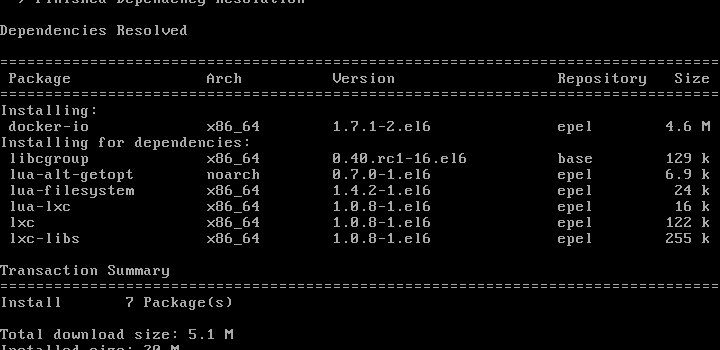 Finished Dependency Resolution
Dependencies Resolved
================================================================================
Package Arch Version Repository Size
================================================================================
Installing:
docker-io x86_64 1.7.1-2.el6 epel 4.6 M
Installing for dependencies:
libcgroup x86_64 0.40.rc1-16.el6 base 129 k
lua-alt-getopt noarch 0.7.0-1.el6 epel 6.9 k
lua-filesystem x86_64 1.4.2-1.el6 epel 24 k
lua-lxc x86_64 1.0.8-1.el6 epel 16 k
lxc x86_64 1.0.8-1.el6 epel 122 k
lxc-libs x86_64 1.0.8-1.el6 epel 255 k
Transaction Summary
================================================================================
Install 7 Package(s)
Total download size: 5.1 M
Installed size: 20 M